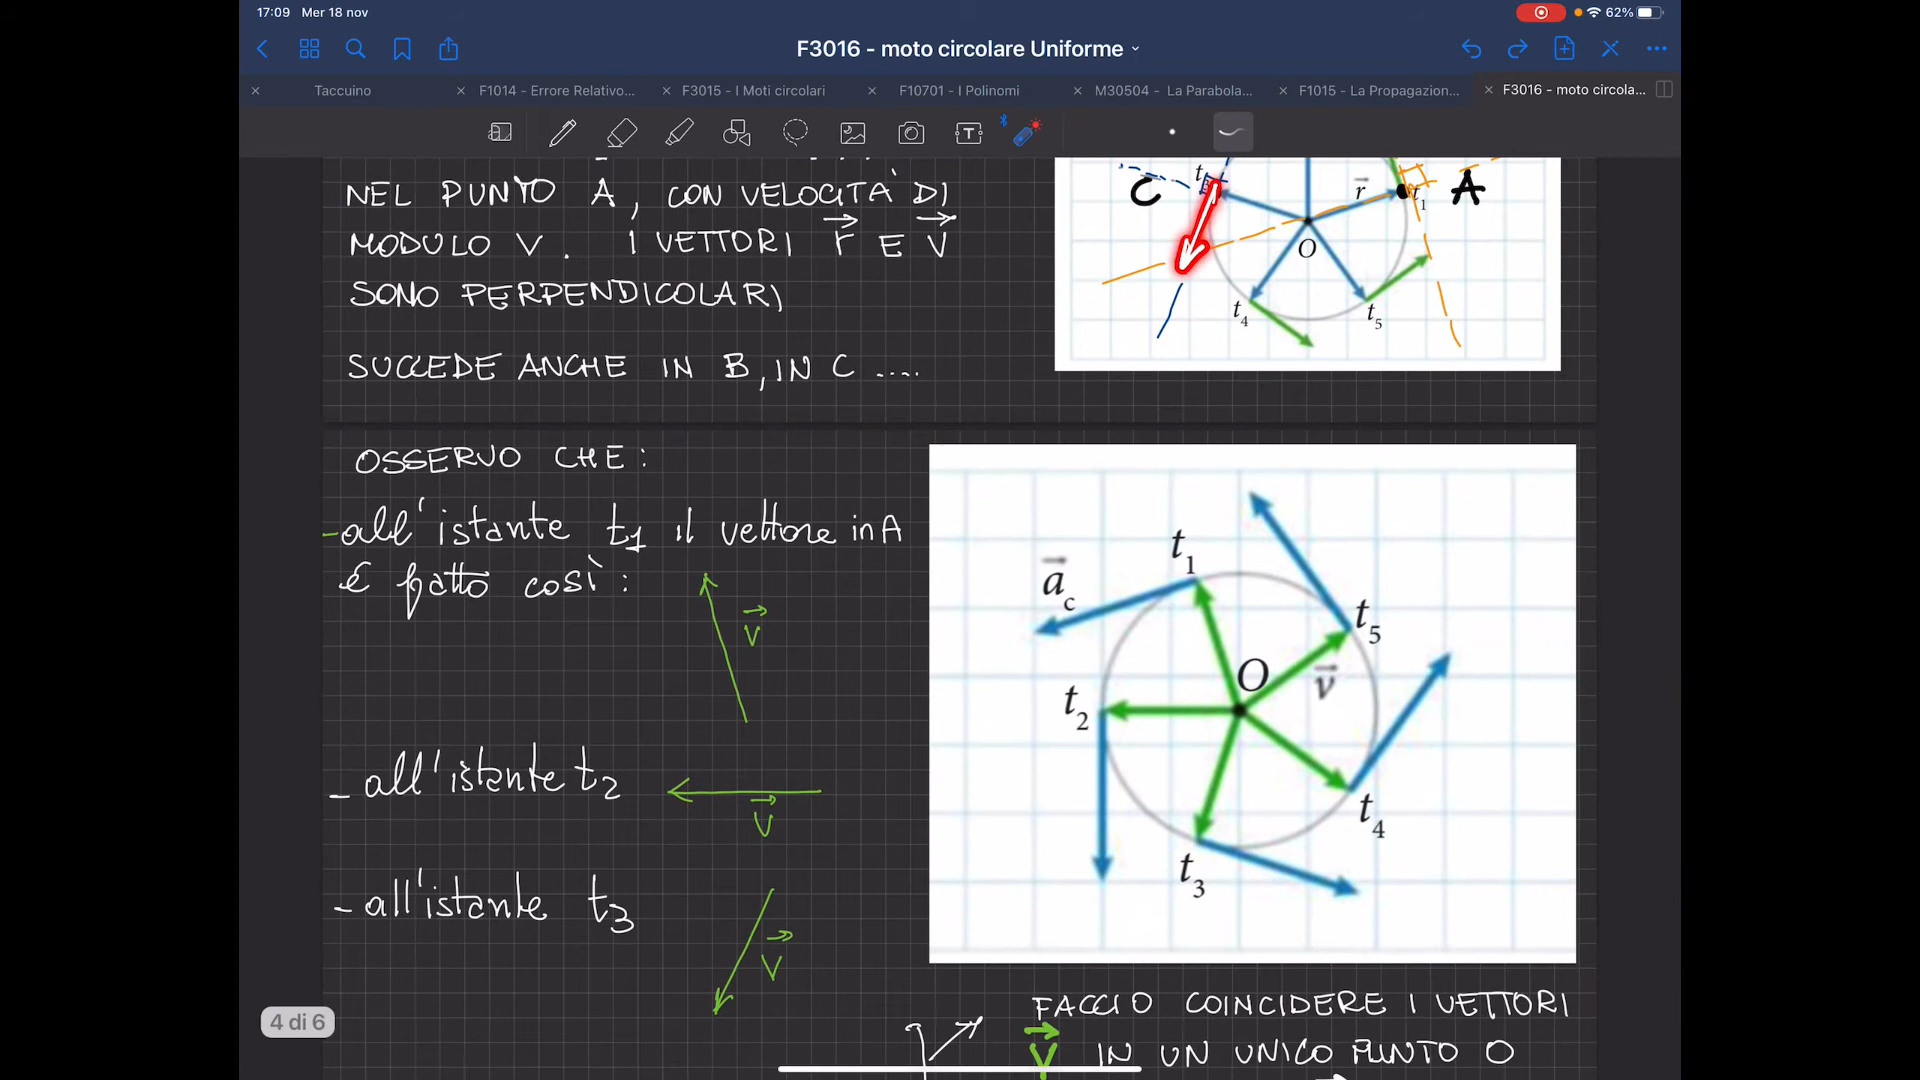 17:09 Mer 18 nov
62%
F3016 - moto circolare Uniforme
Taccuino
F1014 - Errore Relativo...
F3015 - I Moti circolari
F10701 - I Polinomi
M30504 - La Parabola...
F1015 - La Propagazion...
F3016 - moto circola...
NEL PUNTO A, CON VELOCITÀ DI
MODULO V. I VETTORI r E V
SONO PERPENDICOLARI
SUCCEDE ANCHE IN B, IN C ....
C
r
t1
A
O
t4
t5
OSSERVO CHE:
- all'istante t1 il vettore in A
è fatto così:
V
- all'istante t2
V
- all'istante t3
V
t1
ac
t5
O
v
t2
t4
t3
FACCIO COINCIDERE I VETTORI
V IN UN UNICO PUNTO O
4 di 6